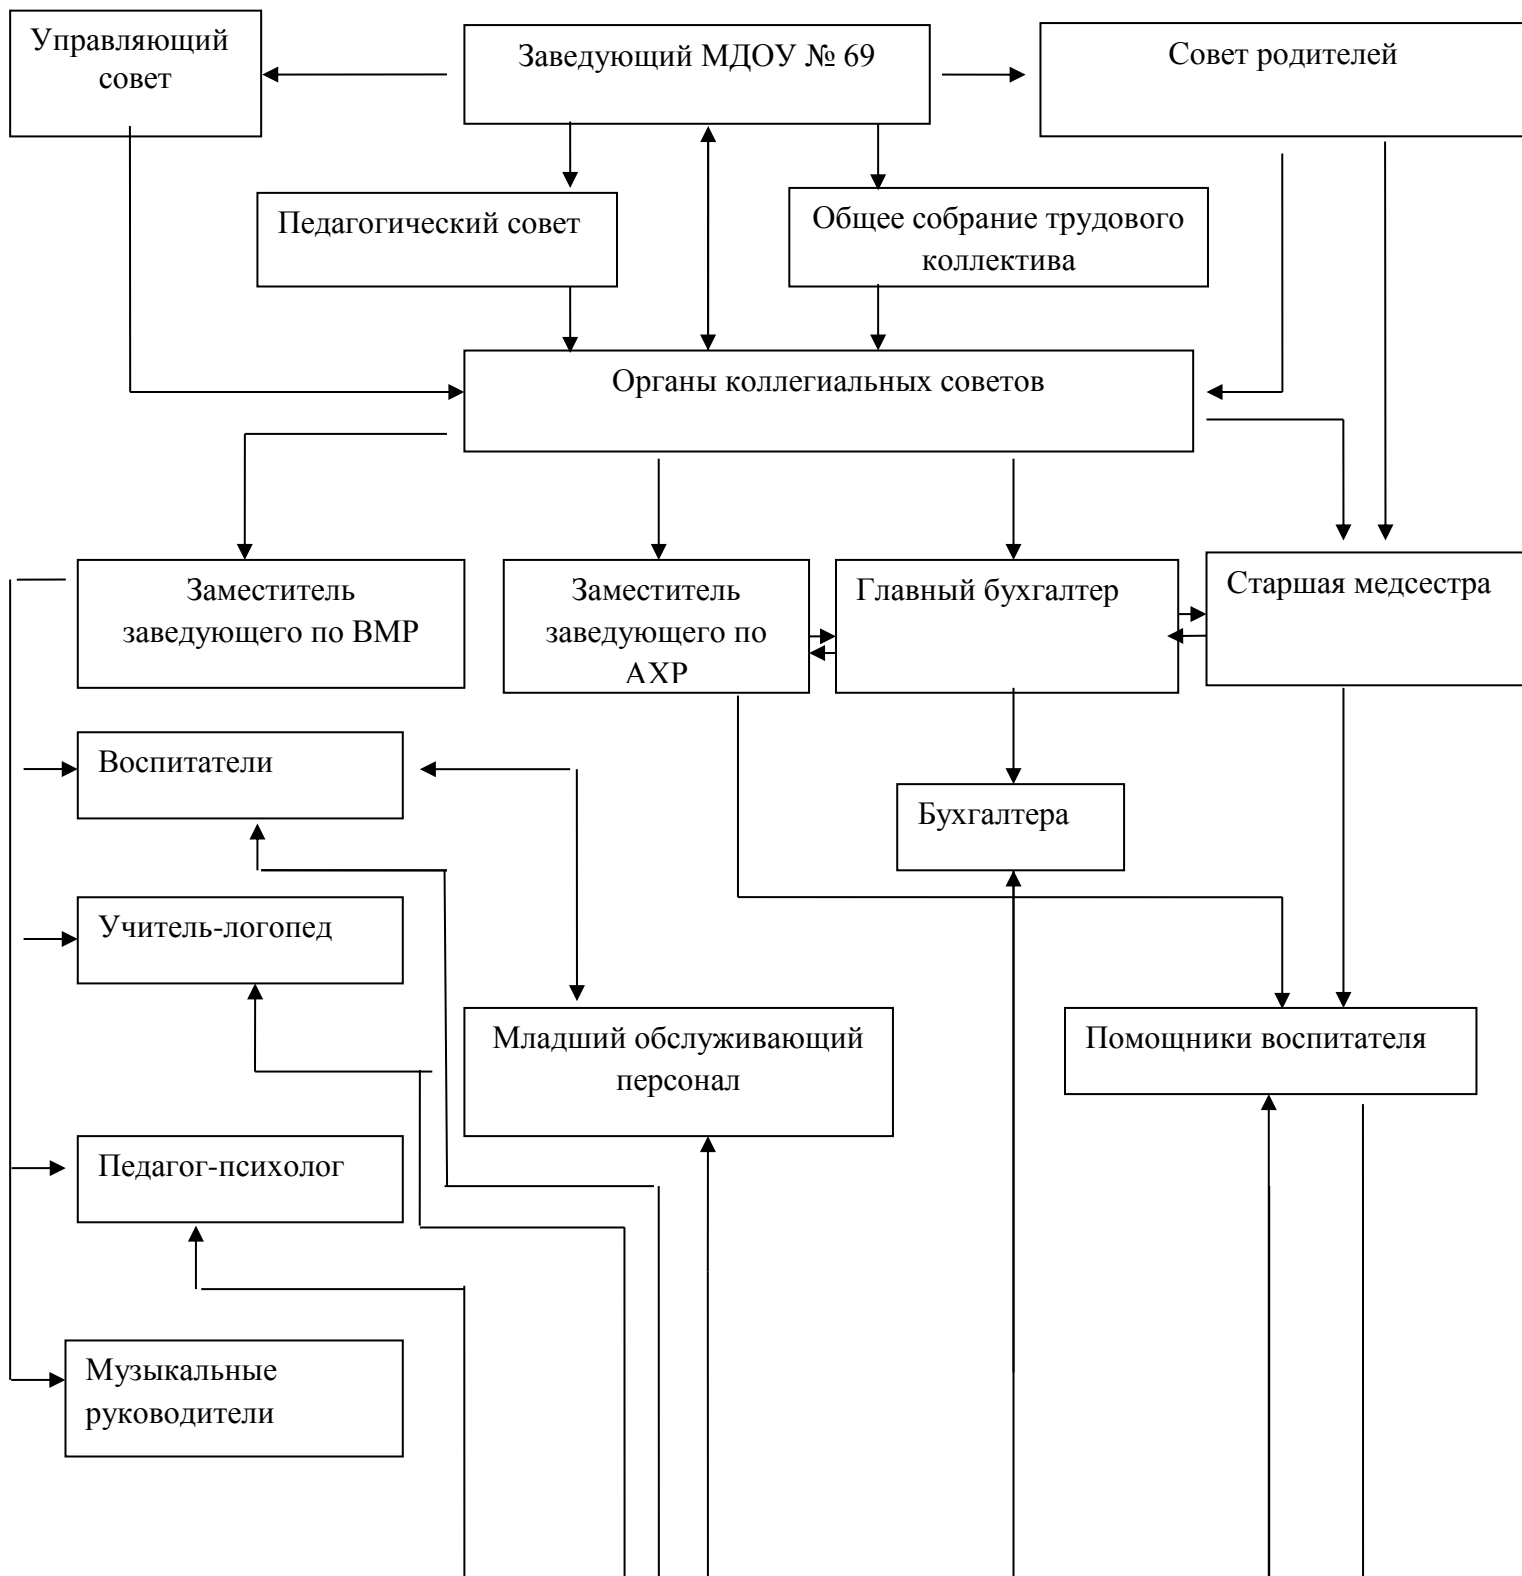 Управляющий
совет
Заведующий МДОУ № 69
Совет родителей
Педагогический совет
Общее собрание трудового
коллектива
Органы коллегиальных советов
Заместитель
заведующего по ВМР
Заместитель
заведующего по
АХР
Главный бухгалтер
Старшая медсестра
Воспитатели
Бухгалтера
Учитель-логопед
Младший обслуживающий
персонал
Помощники воспитателя
Педагог-психолог
Музыкальные
руководители